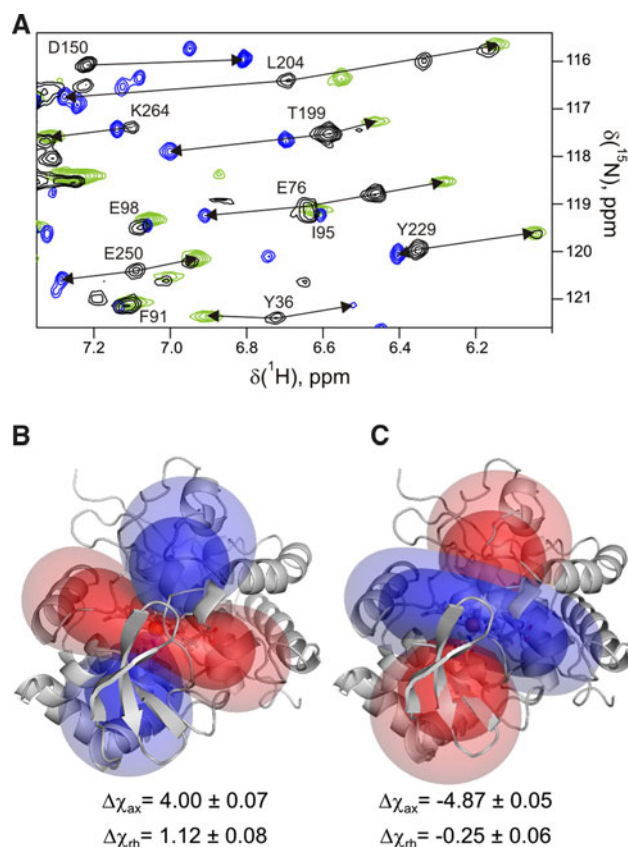 A
D150
L204
116
K264
T199
117
118
E76
E98
I95
119
Y229
E250
120
F91
Y36
121
δ(¹⁵N), ppm
7.2 7.0 6.8 6.6 6.4 6.2
δ(¹H), ppm
B
C
Δχax= 4.00 ± 0.07
Δχrh= 1.12 ± 0.08
Δχax= -4.87 ± 0.05
Δχrh= -0.25 ± 0.06